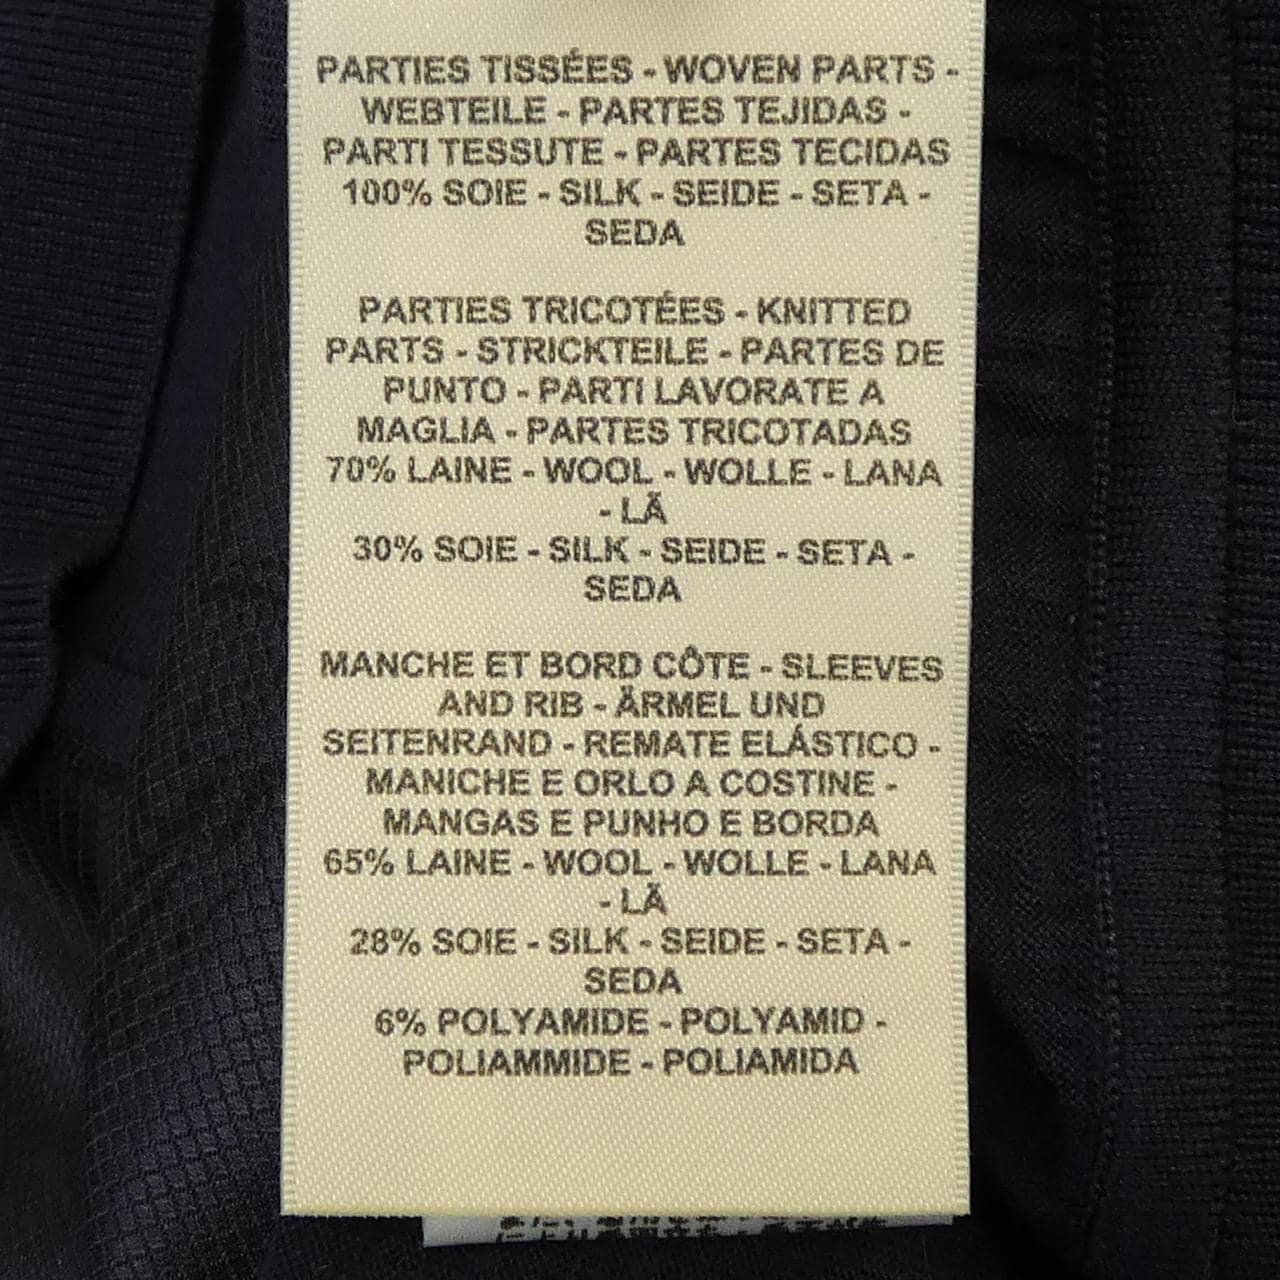 PARTIES TISSÉES - WOVEN PARTS -
WEBTEILE - PARTES TEJIDAS -
PARTI TESSUTE - PARTES TECIDAS
100% SOIE - SILK - SEIDE - SETA -
SEDA
PARTIES TRICOTÉES - KNITTED
PARTS - STRICKTEILE - PARTES DE
PUNTO - PARTI LAVORATE A
MAGLIA - PARTES TRICOTADAS
70% LAINE - WOOL - WOLLE - LANA
- LÃ
30% SOIE - SILK - SEIDE - SETA -
SEDA
MANCHE ET BORD CÔTE - SLEEVES
AND RIB - ÄRMEL UND
SEITENRAND - REMATE ELÁSTICO -
MANICHE E ORLO A COSTINE -
MANGAS E PUNHO E BORDA
65% LAINE - WOOL - WOLLE - LANA
- LÃ
28% SOIE - SILK - SEIDE - SETA -
SEDA
6% POLYAMIDE - POLYAMID -
POLIAMMIDE - POLIAMIDA